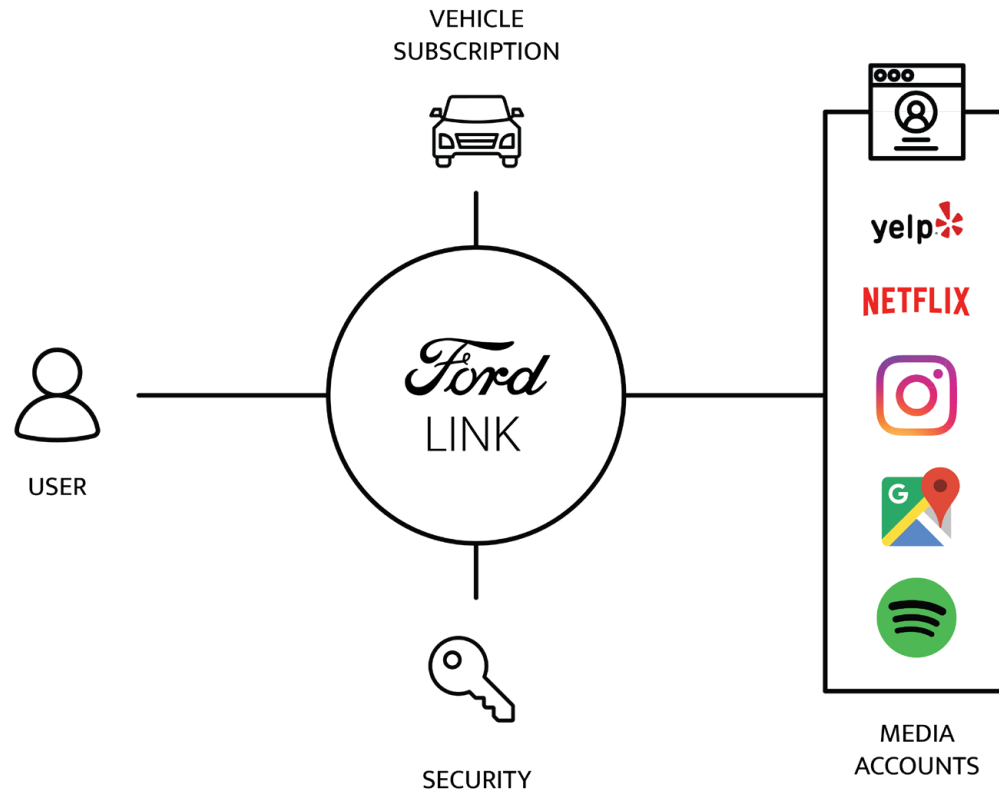 VEHICLE
SUBSCRIPTION
yelp
NETFLIX
Ford
LINK
USER
G
SECURITY
MEDIA
ACCOUNTS